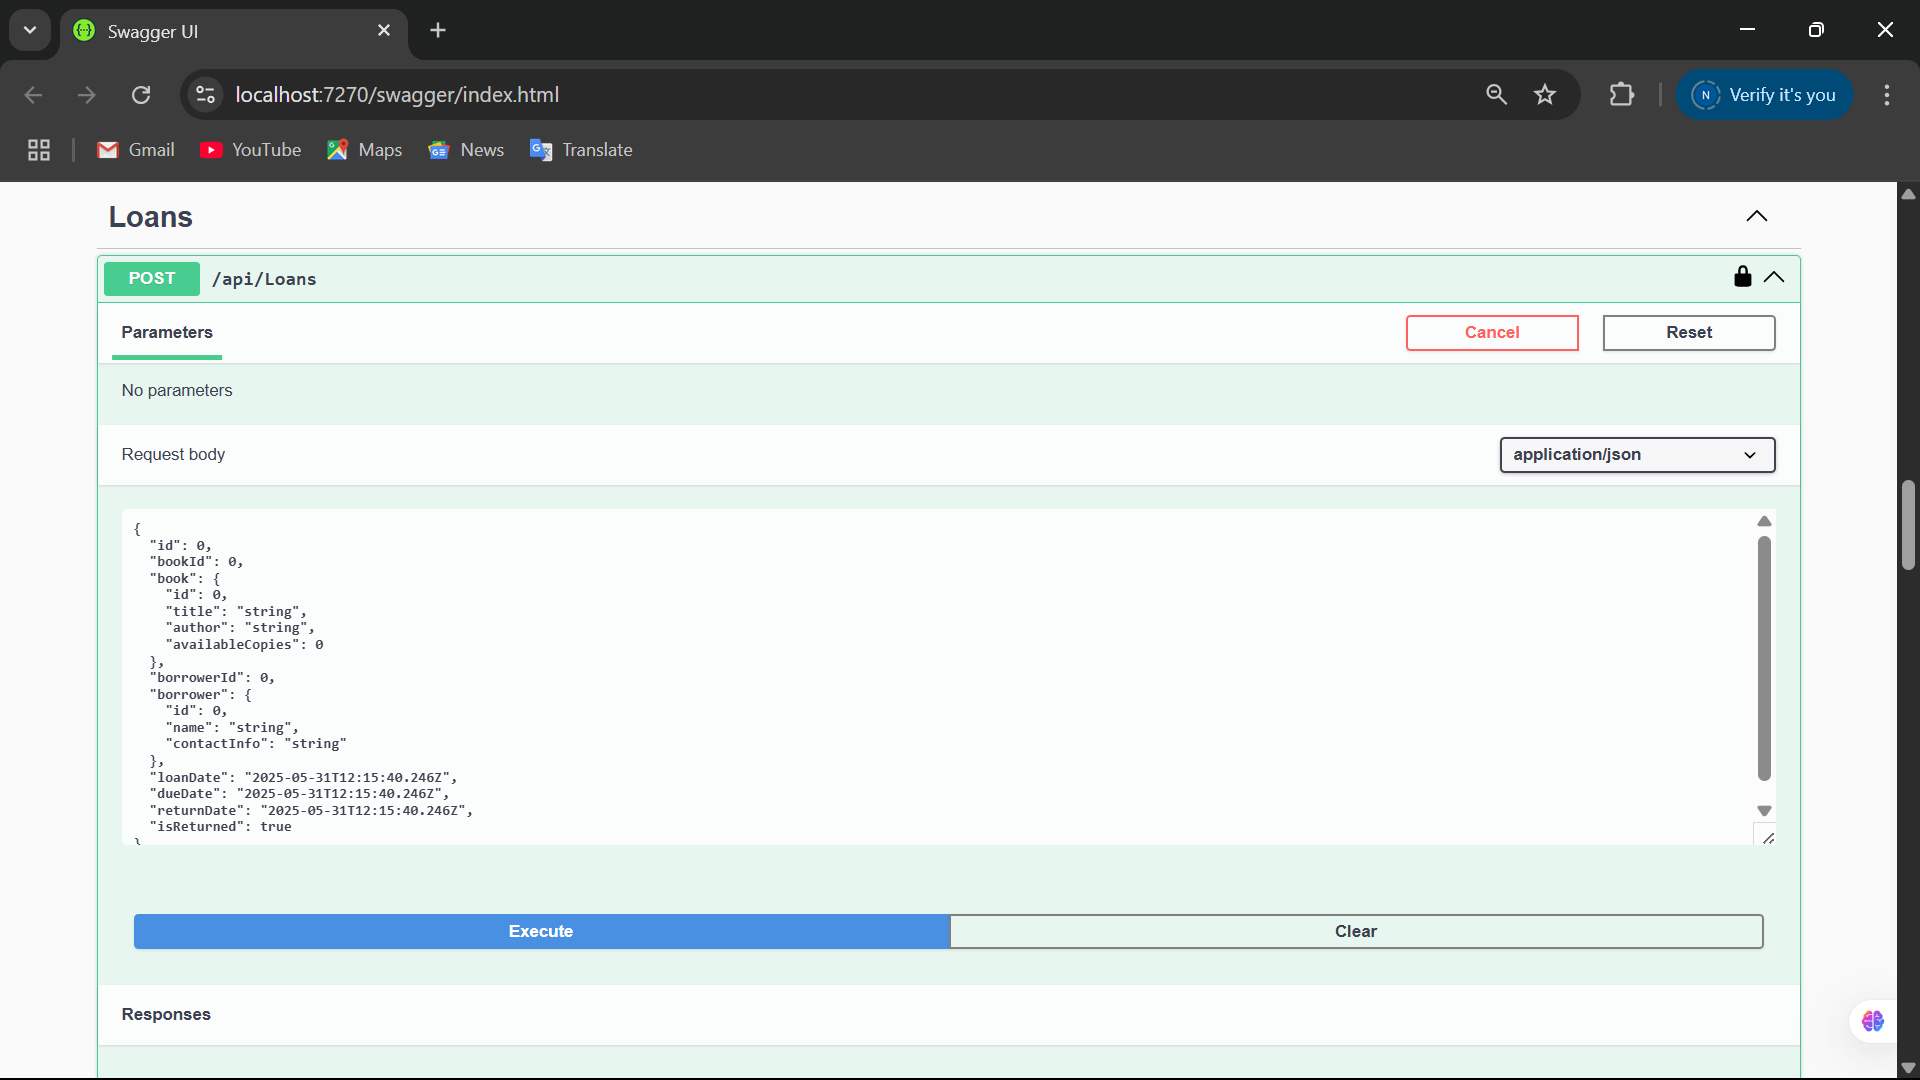 Swagger UI
localhost:7270/swagger/index.html
N
Verify it's you
Gmail
YouTube
Maps
News
Translate
Loans
POST
/api/Loans
Parameters
Cancel
Reset
No parameters
Request body
application/json
{
  "id": 0,
  "bookId": 0,
  "book": {
    "id": 0,
    "title": "string",
    "author": "string",
    "availableCopies": 0
  },
  "borrowerId": 0,
  "borrower": {
    "id": 0,
    "name": "string",
    "contactInfo": "string"
  },
  "loanDate": "2025-05-31T12:15:40.246Z",
  "dueDate": "2025-05-31T12:15:40.246Z",
  "returnDate": "2025-05-31T12:15:40.246Z",
  "isReturned": true
}
Execute
Clear
Responses